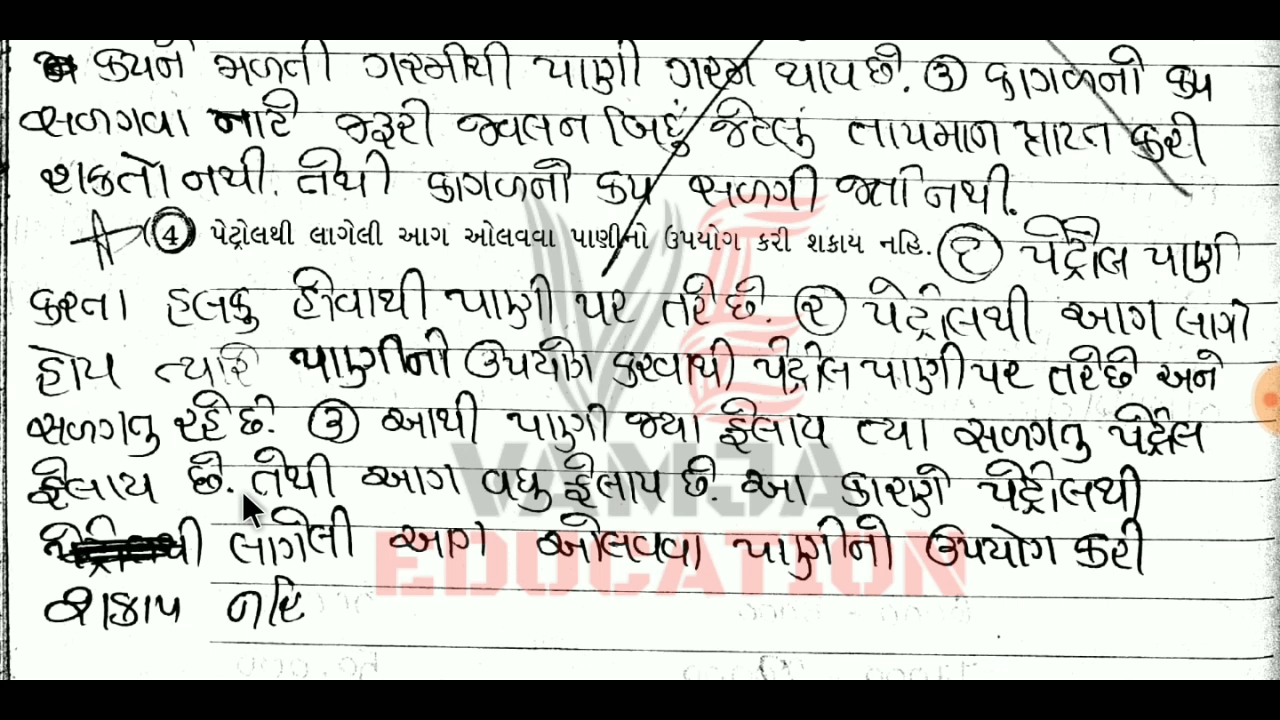 કપને મળતી ગરમીથી પાણી ગરમ થાય છે. ૩ કાગળનો કપ
સળગવા માટે જરૂરી જ્વલનબિંદુ જેટલું તાપમાન પ્રાપ્ત કરી
શકતો નથી. તેથી કાગળનો કપ સળગી જતો નથી.
(4) પેટ્રોલથી લાગેલી આગ ઓલવવા પાણીનો ઉપયોગ કરી શકાય નહિ. ૧ પેટ્રોલ પાણી
કરતા હલકુ હોવાથી પાણી પર તરે છે. ૨ પેટ્રોલથી આગ લાગી
હોય ત્યારે પાણીનો ઉપયોગ કરવાથી પેટ્રોલ પાણી પર તરે છે અને
સળગતુ રહે છે. ૩ આથી પાણી જ્યા ફેલાય ત્યા સળગતુ પેટ્રોલ
ફેલાય છે. તેથી આગ વધુ ફેલાય છે. આ કારણે પેટ્રોલથી
લાગેલી આગ ઓલવવા પાણીનો ઉપયોગ કરી
શકાય નહિ
VAMJA
EDUCATION